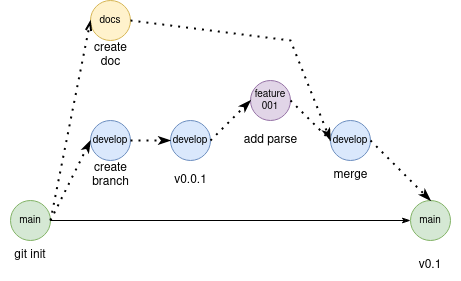 docs
create
doc
feature
001
add parse
develop
create
branch
develop
v0.0.1
develop
merge
main
git init
main
v0.1